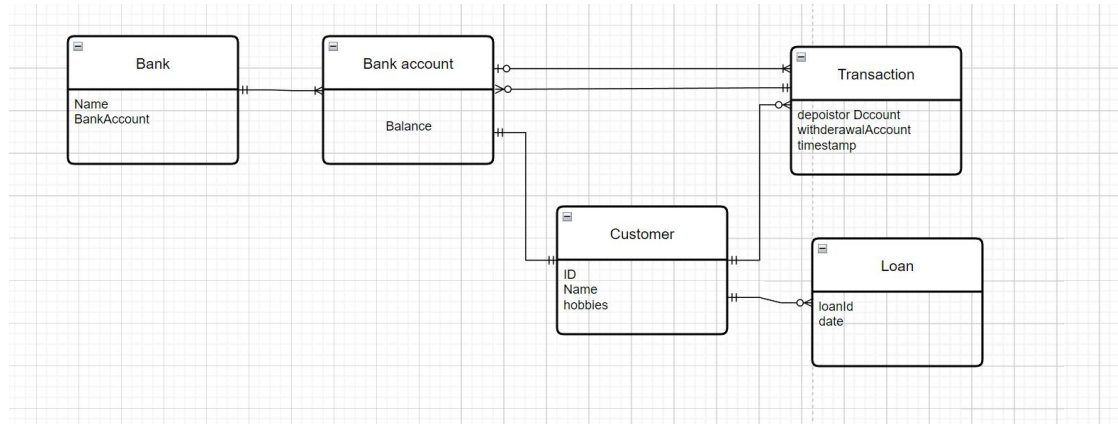 Bank
Name
BankAccount
Bank account
Balance
Transaction
depoistor Dccount
withderawalAccount
timestamp
Customer
ID
Name
hobbies
Loan
loanId
date